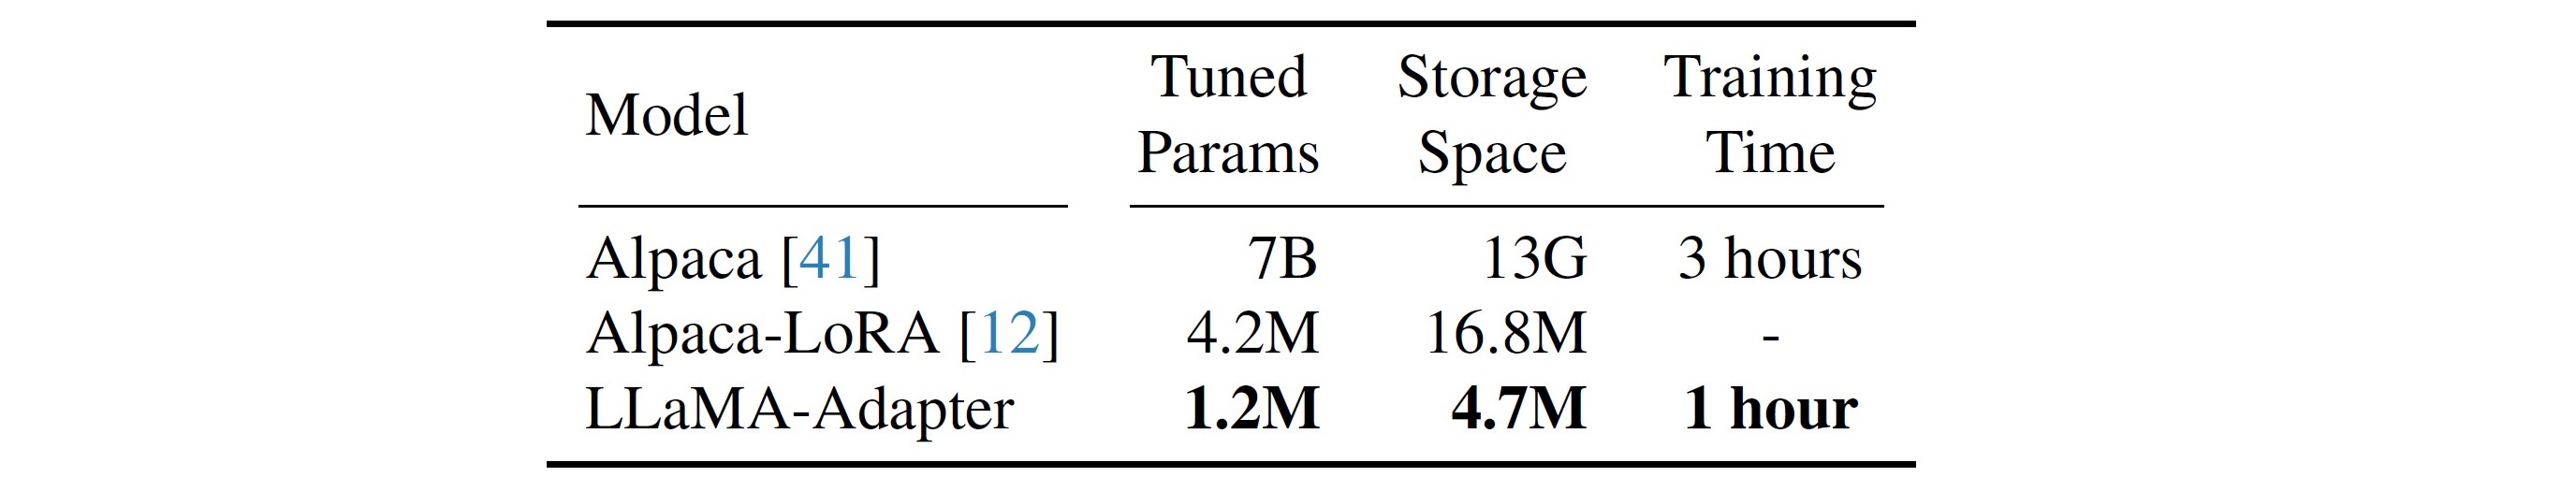 Model Tuned Params Storage Space Training Time
Alpaca [41] 7B 13G 3 hours
Alpaca-LoRA [12] 4.2M 16.8M -
LLaMA-Adapter 1.2M 4.7M 1 hour